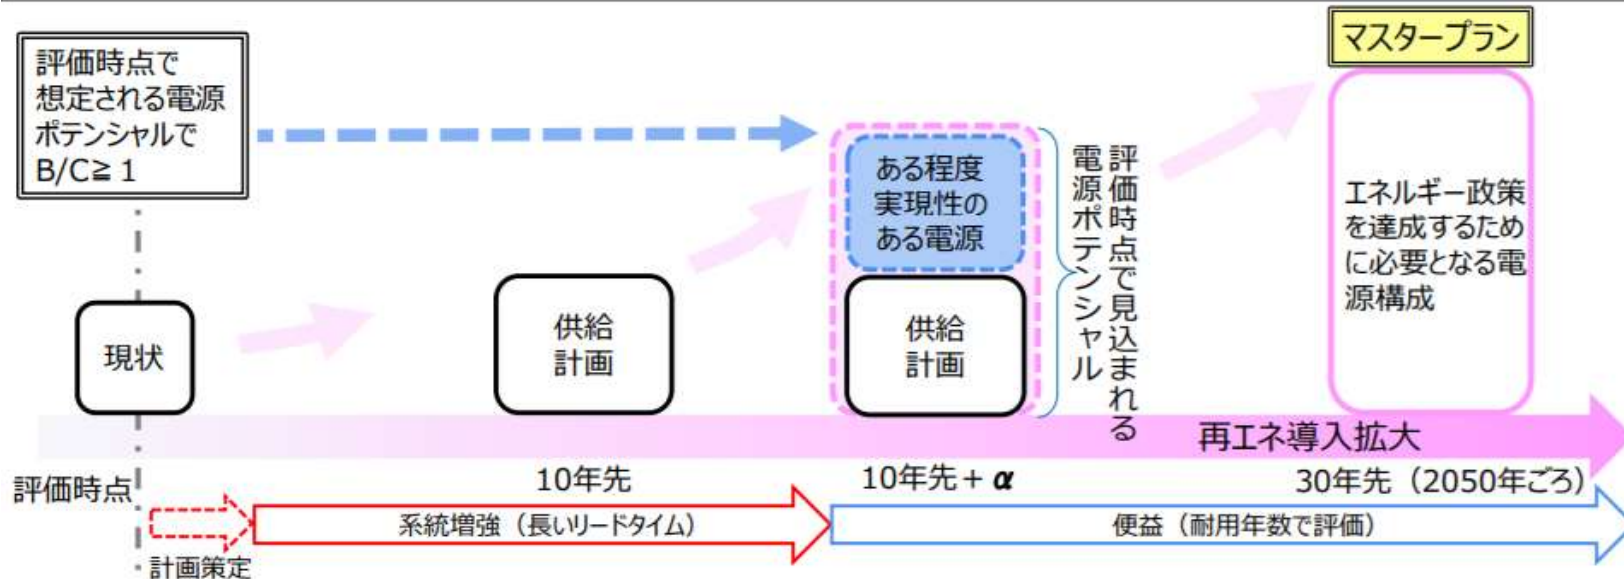 マスタープラン
評価時点で
想定される電源
ポテンシャルで
B/C≧1
ある程度
実現性の
ある電源
評価時点で見込まれる
電源ポテンシャル
エネルギー政策
を達成するため
に必要となる電
源構成
現状
供給
計画
供給
計画
再エネ導入拡大
評価時点
10年先
10年先+α
30年先（2050年ごろ）
系統増強（長いリードタイム）
便益（耐用年数で評価）
計画策定